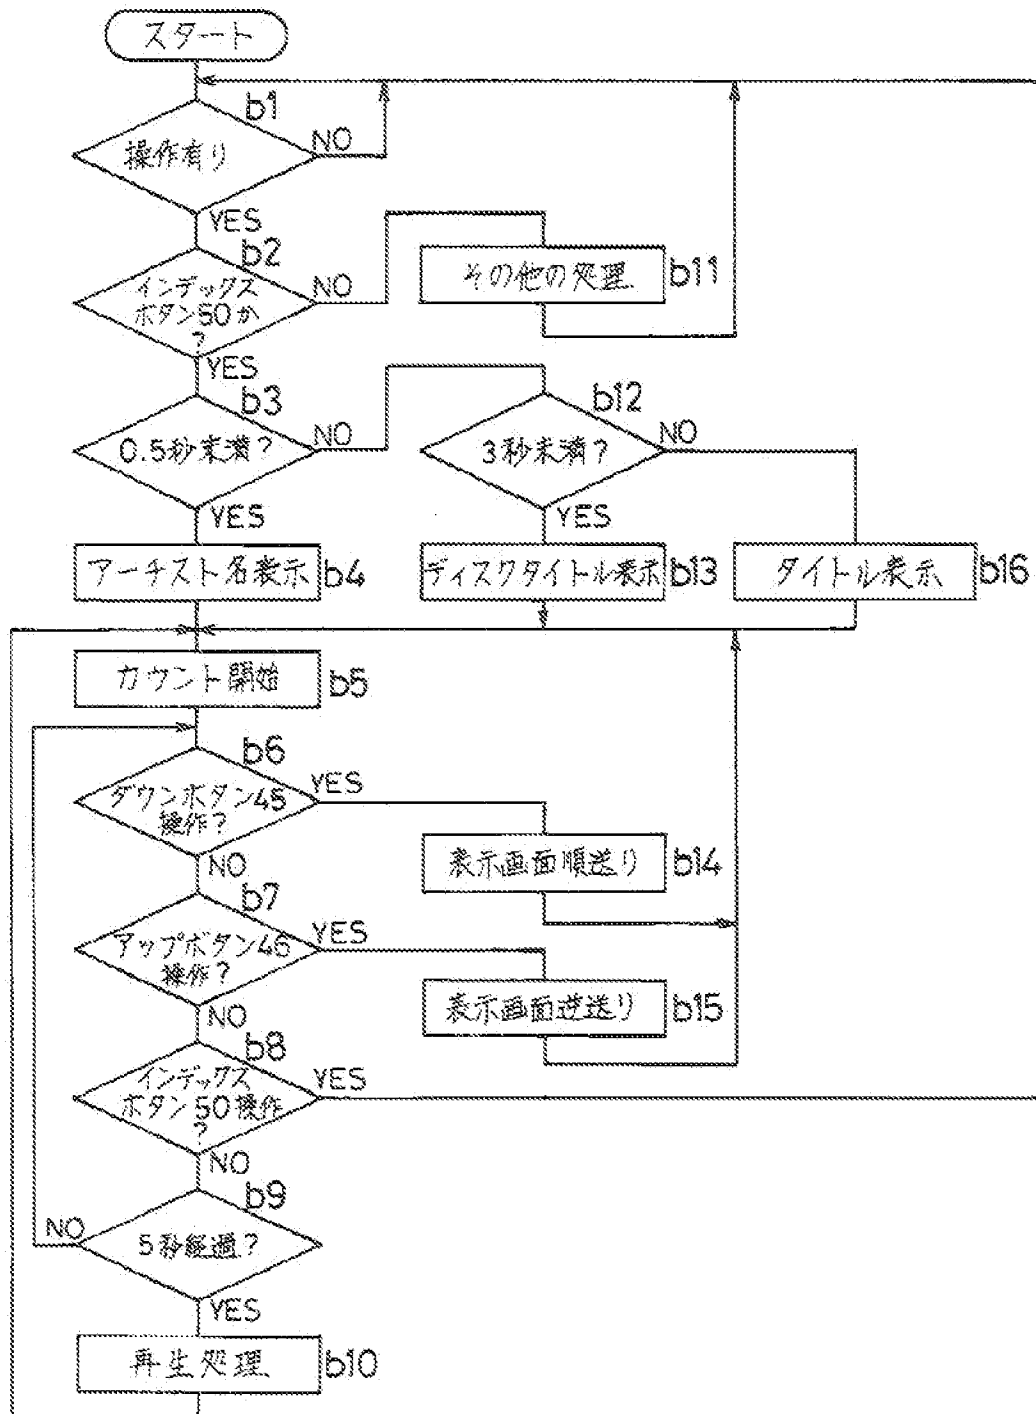 スタート
b1
操作有り
NO
YES
b2
インデックス
ボタン50か
?
NO
YES
その他の処理
b11
b3
0.5秒末満?
NO
YES
b12
3秒末満?
NO
YES
アーチスト名表示
b4
ディスクタイトル表示
b13
タイトル表示
b16
カウント開始
b5
b6
ダウンボタン45
操作?
YES
NO
表示画面順送り
b14
b7
アップボタン46
操作?
YES
NO
表示画面逆送り
b15
b8
インデックス
ボタン50操作
?
YES
NO
b9
5秒経過?
NO
YES
再生処理
b10